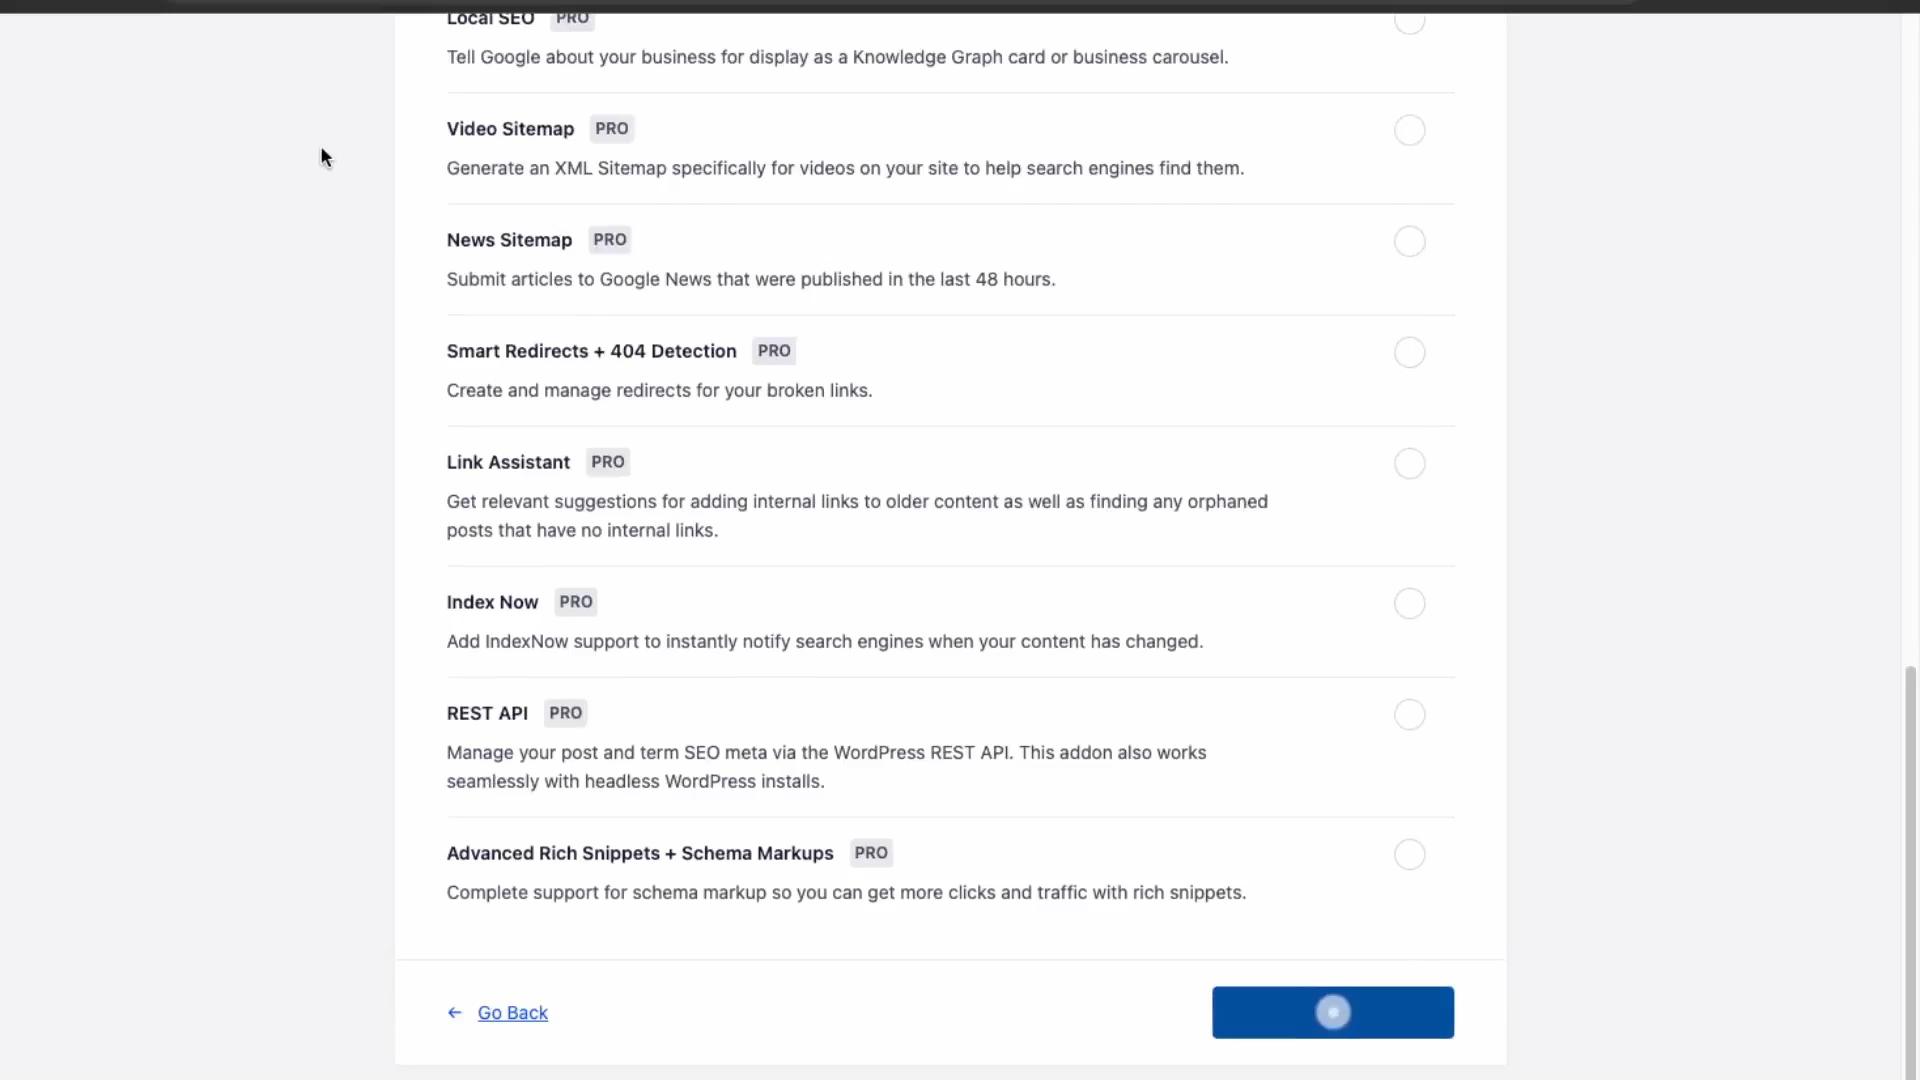 Local SEO PRO
Tell Google about your business for display as a Knowledge Graph card or business carousel.
Video Sitemap PRO
Generate an XML Sitemap specifically for videos on your site to help search engines find them.
News Sitemap PRO
Submit articles to Google News that were published in the last 48 hours.
Smart Redirects + 404 Detection PRO
Create and manage redirects for your broken links.
Link Assistant PRO
Get relevant suggestions for adding internal links to older content as well as finding any orphaned
posts that have no internal links.
Index Now PRO
Add IndexNow support to instantly notify search engines when your content has changed.
REST API PRO
Manage your post and term SEO meta via the WordPress REST API. This addon also works
seamlessly with headless WordPress installs.
Advanced Rich Snippets + Schema Markups PRO
Complete support for schema markup so you can get more clicks and traffic with rich snippets.
← Go Back